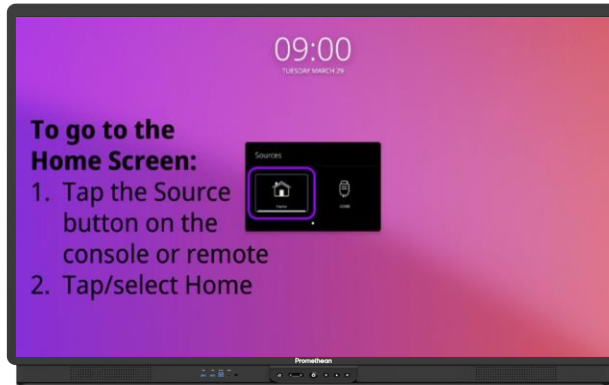 09:00
TUESDAY MARCH 29
To go to the
Home Screen:
Sources
1. Tap the Source
button on the
console or remote
2. Tap/select Home
Home
Promethean